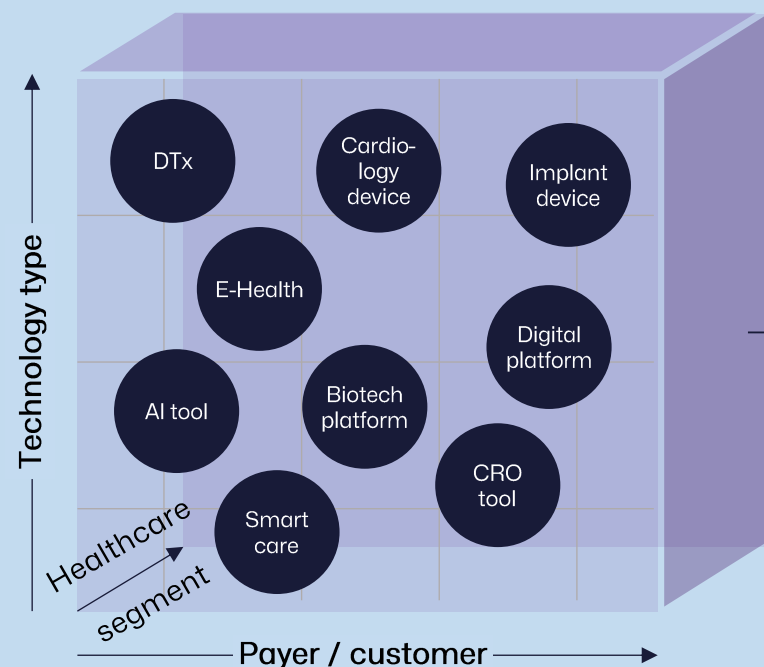 DTx
Cardio-
logy
device
Implant
device
E-Health
Digital
platform
AI tool
Biotech
platform
CRO
tool
Smart
care
Technology type
Healthcare
segment
Payer / customer